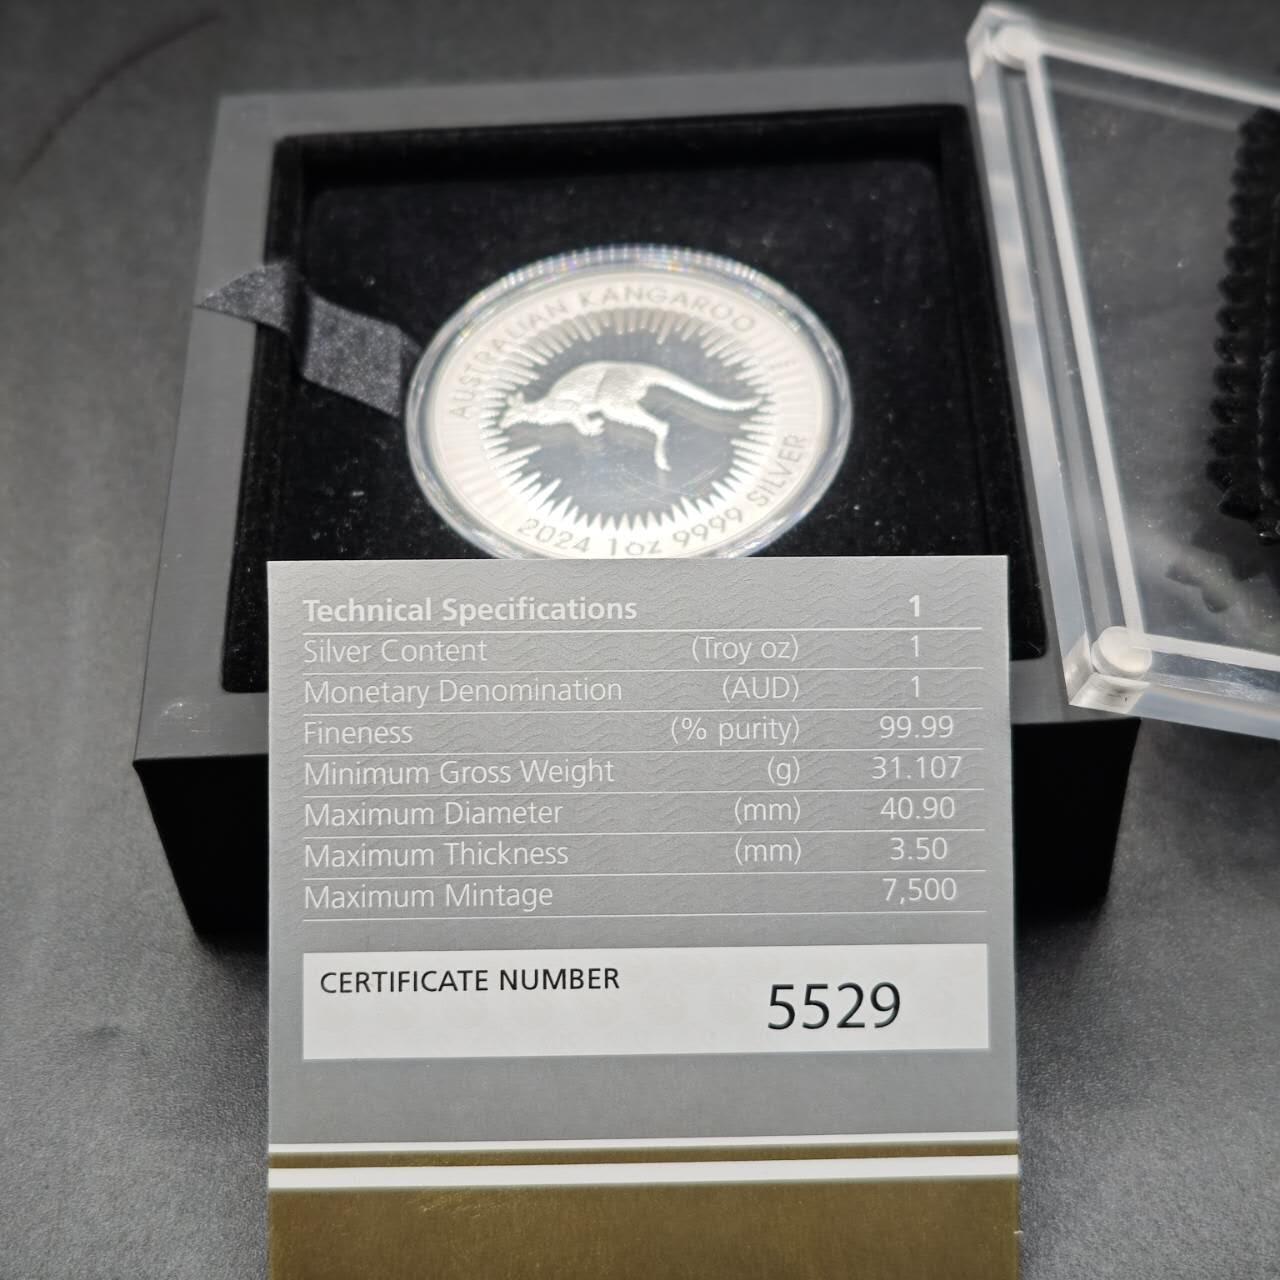 AUSTRALIAN KANGAROO
2024 1oz 9999 SILVER
Technical Specifications 1
Silver Content (Troy oz) 1
Monetary Denomination (AUD) 1
Fineness (% purity) 99.99
Minimum Gross Weight (g) 31.107
Maximum Diameter (mm) 40.90
Maximum Thickness (mm) 3.50
Maximum Mintage 7,500
CERTIFICATE NUMBER
5529